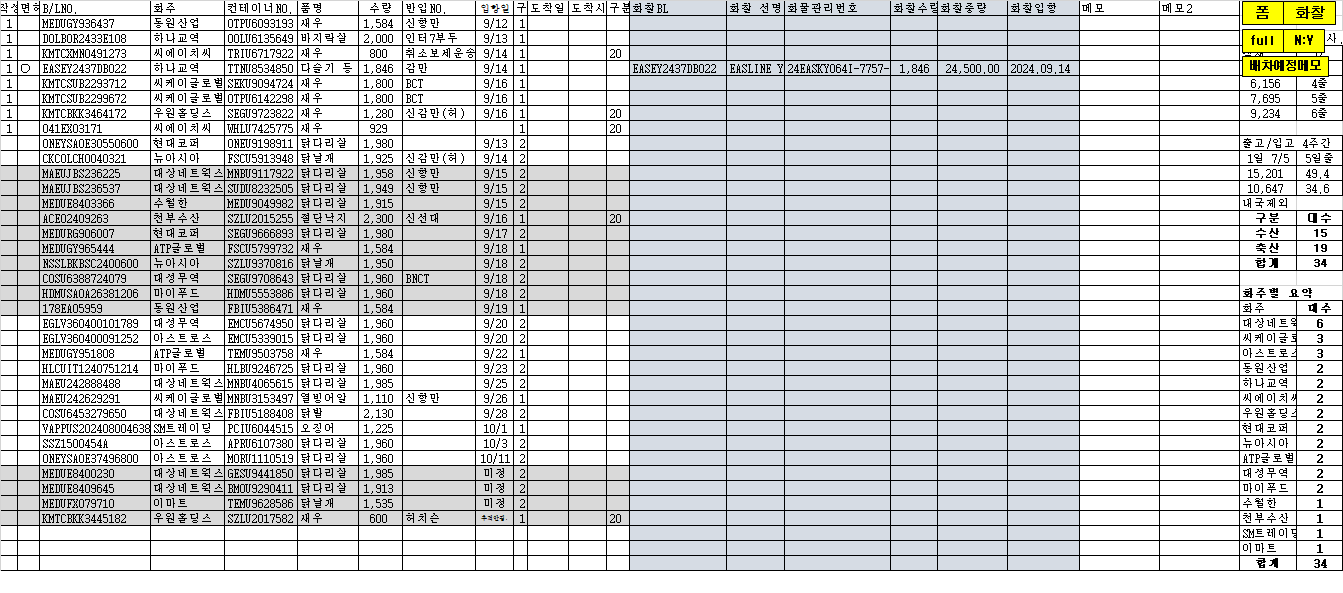 작성 면허 B/LNO. 화주 컨테이너NO. 품명 수량 반입NO. 입항일 구 도착일 도착시 구분 화찰BL 화찰 선명 화물관리번호 화찰수량 화찰중량 화찰입항 메모 메모2 폼 화찰
1 MEDUGY936437 동원산업 OTPU6093193 새우 1,584 신항만 9/12 1
1 DOLBOR2433E108 하나교역 OOLU6135649 바지락살 2,000 인터7부두 9/13 1 full N:Y 사,
1 KMTCXMN0491273 씨에이치씨 TRIU6717922 새우 800 취소보세운송 9/14 1 20
1 ○ EASEY2437DB022 하나교역 TTNU8534850 다슬기 등 1,846 감만 9/14 1 EASEY2437DB022 EASLINE Y 24EASKY064I-7757- 1,846 24,500.00 2024.09.14 배차예정메모
1 KMTCSUB2293712 씨케이글로벌 SEKU9094724 새우 1,800 BCT 9/16 1 6,156 4줄
1 KMTCSUB2299672 씨케이글로벌 OTPU6142298 새우 1,800 BCT 9/16 1 7,695 5줄
1 KMTCBKK3464172 우원홀딩스 SEGU9723822 새우 1,280 신감만(허) 9/16 1 20 9,234 6줄
1 041EX03171 씨에이치씨 WHLU7425775 새우 929 1 20
ONEYSAOE30550600 현대코퍼 ONEU9198911 닭다리살 1,980 9/13 2 출고/입고 4주간
CKCOLCH0040321 뉴아시아 FSCU5913948 닭날개 1,925 신감만(허) 9/14 2 1일 7/5 5일줄
MAEUJBS236225 대상네트웍스 MNBU9117922 닭다리살 1,958 신항만 9/15 2 15,201 49.4
MAEUJBS236537 대상네트웍스 SUDU8232505 닭다리살 1,949 신항만 9/15 2 10,647 34.6
MEDUE8403366 수월한 MEDU9049982 닭다리살 1,915 9/15 2 내국제외
ACE02409263 천부수산 SZLU2015255 절단낙지 2,300 신선대 9/16 1 20 구분 대수
MEDURG906007 현대코퍼 SEGU9666893 닭다리살 1,980 9/17 2 수산 15
MEDUGY965444 ATP글로벌 FSCU5799732 새우 1,584 9/18 1 축산 19
NSSLBKBSC2400600 뉴아시아 SZLU9370816 닭날개 1,950 9/18 2 합계 34
COSU6388724079 대성무역 SEGU9708643 닭다리살 1,960 BNCT 9/18 2
HDMUSAOA26381206 마이푸드 HDMU5553886 닭다리살 1,960 9/18 2 화주별 요약
178EA05959 동원산업 FBIU5386471 새우 1,584 9/19 1 화주 대수
EGLV360400101789 대성무역 EMCU5674950 닭다리살 1,960 9/20 2 대상네트웍 6
EGLV360400091252 아스트로스 EMCU5339015 닭다리살 1,960 9/20 2 씨케이글로 3
MEDUGY951808 ATP글로벌 TEMU9503758 새우 1,584 9/22 1 아스트로스 3
HLCUIT1240751214 마이푸드 HLBU9246725 닭다리살 1,960 9/23 2 동원산업 2
MAEU242888488 대상네트웍스 MNBU4065615 닭다리살 1,985 9/25 2 하나교역 2
MAEU242629291 씨케이글로벌 MNBU3153497 열빙어알 1,110 신항만 9/26 1 씨에이치씨 2
COSU6453279650 대상네트웍스 FBIU5188408 닭발 2,130 9/28 2 우원홀딩스 2
VAPPUS202408004638 SM트레이딩 PCIU6044515 오징어 1,225 10/1 1 현대코퍼 2
SSZ1500454A 아스트로스 APRU6107380 닭다리살 1,960 10/3 2 뉴아시아 2
ONEYSAOE37496800 아스트로스 MORU1110519 닭다리살 1,960 10/11 2 ATP글로벌 2
MEDUE8400230 대상네트웍스 GESU9441850 닭다리살 1,985 미정 2 대성무역 2
MEDUE8409645 대상네트웍스 BMOU9290411 닭다리살 1,913 미정 2 마이푸드 2
MEDUFX079710 이마트 TEMU9628586 닭날개 1,535 미정 2 수월한 1
KMTCBKK3445182 우원홀딩스 SZLU2017582 새우 600 허치슨 1 20 천부수산 1
SM트레이딩 1
이마트 1
합계 34